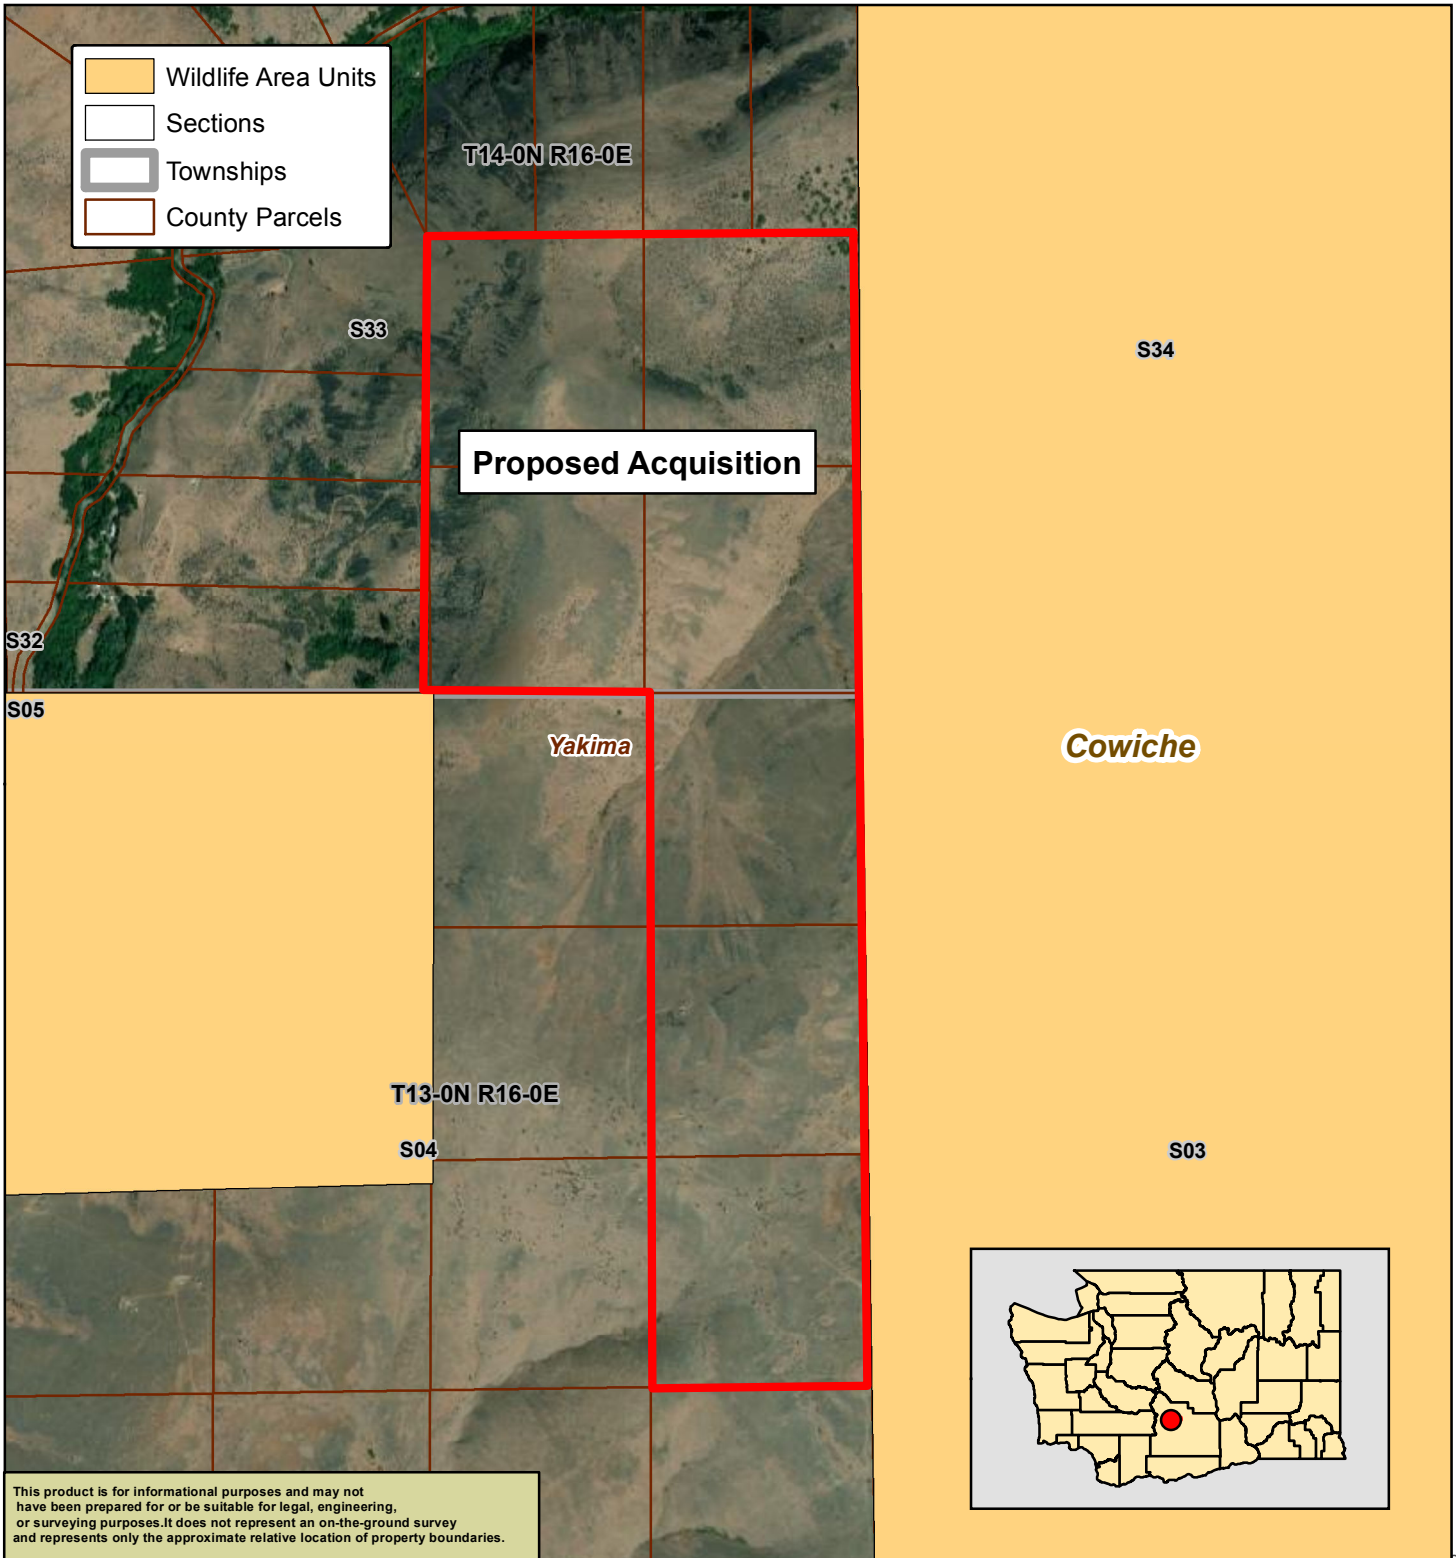 Wildlife Area Units
Sections
Townships
County Parcels
T14-0N R16-0E
S33
S34
Proposed Acquisition
S32
S05
Yakima
Cowiche
T13-0N R16-0E
S04
S03
This product is for informational purposes and may not
have been prepared for or be suitable for legal, engineering,
or surveying purposes.It does not represent an on-the-ground survey
and represents only the approximate relative location of property boundaries.